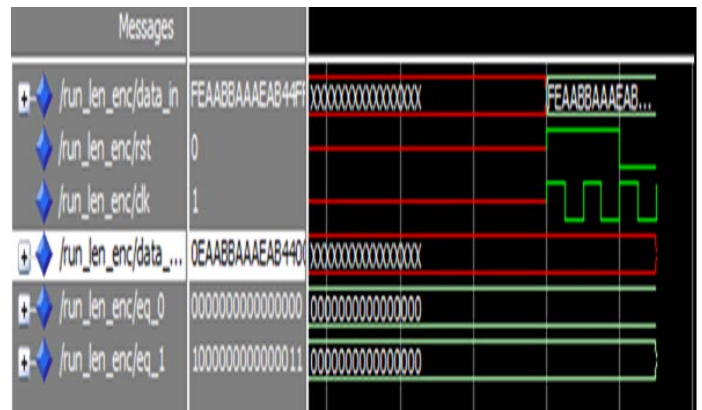 Messages
/run_len_enc/data_in FEAABBAAAEAB44FF XXXXXXXXXXXXXXXX FEAABBAAAEAB...
/run_len_enc/rst 0
/run_len_enc/clk 1
/run_len_enc/data_... 0EAABBAAAEAB440( XXXXXXXXXXXXXXXX
/run_len_enc/eq_0 0000000000000000 0000000000000000
/run_len_enc/eq_1 1000000000000011 0000000000000000